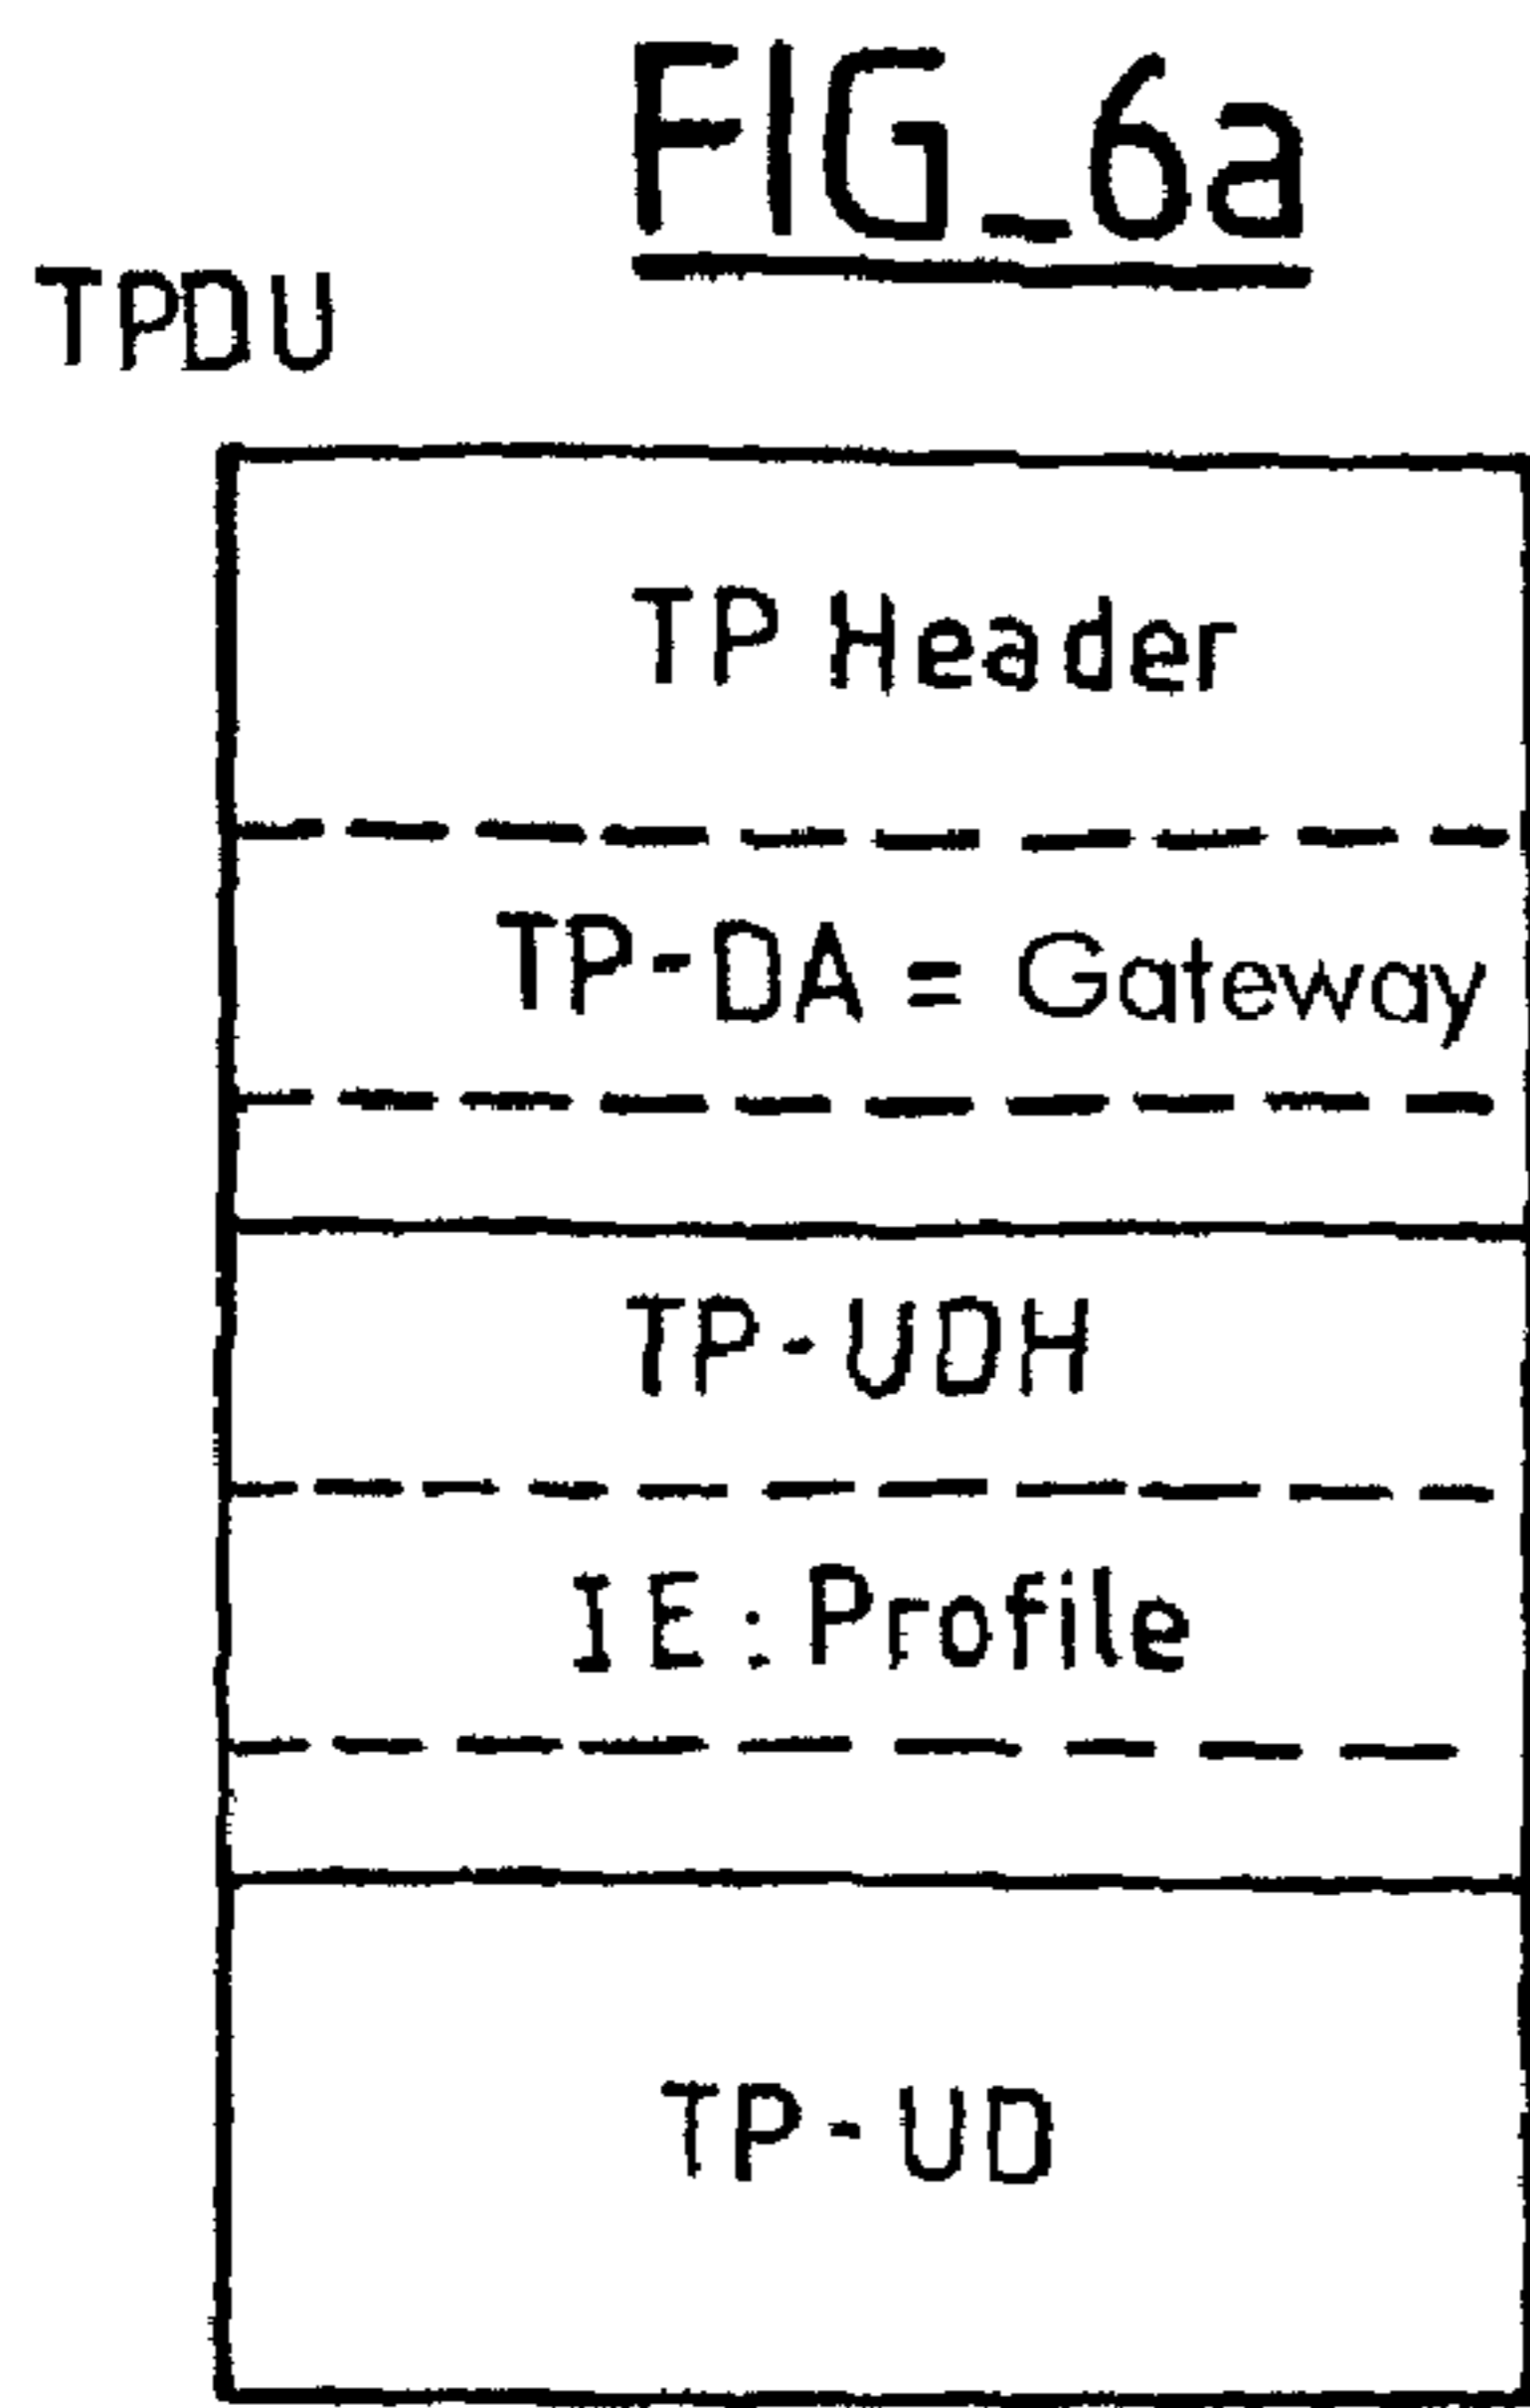 FIG_6a
TPDU
TP Header
TP-DA = Gateway
TP-UDH
IE: Profile
TP-UD